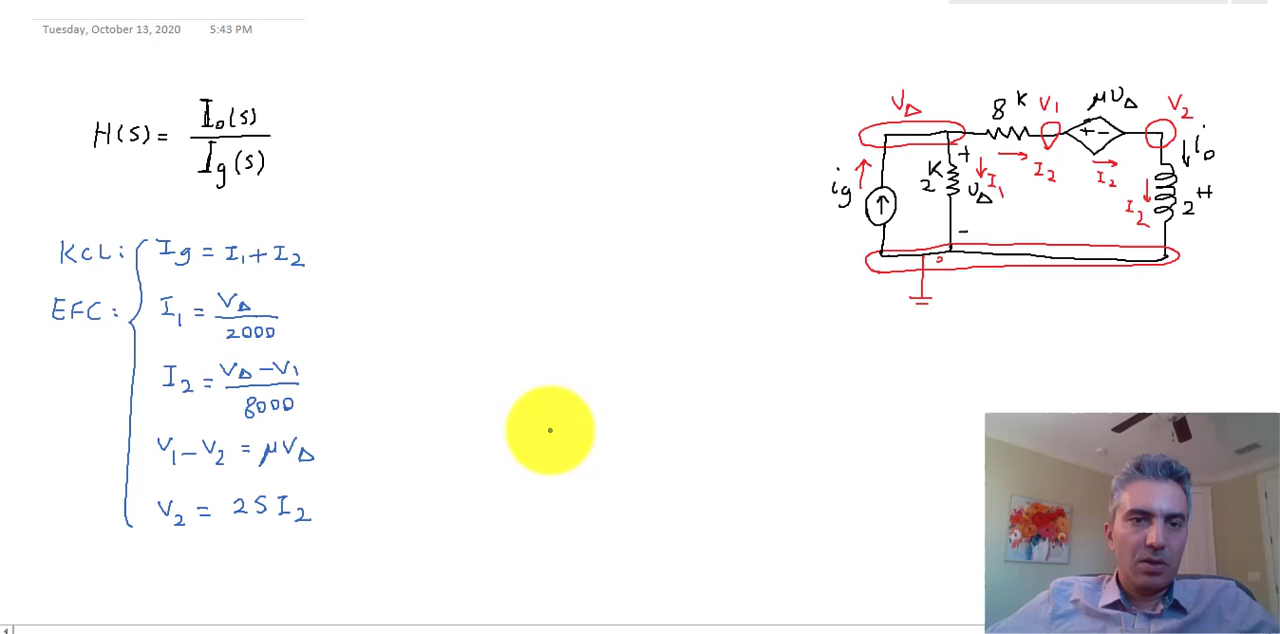 Tuesday, October 13, 2020 5:43 PM
H(s) = Io(s) / Ig(s)
KCL: Ig = I1 + I2
EFC: I1 = VΔ / 2000
I2 = VΔ - V1 / 8000
V1 - V2 = μVΔ
V2 = 2S I2
VΔ
8K
V1
μVΔ
V2
+
+ -
I2
I2
io
ig
2K
I1
υΔ
I2
2H
-
0